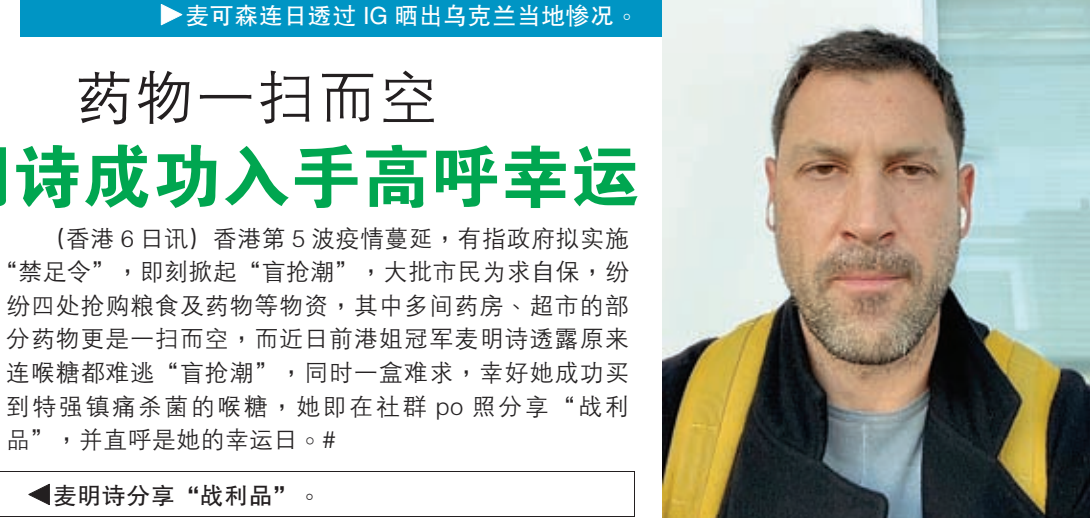 ▶麦可森连日透过 IG 晒出乌克兰当地惨况。
药物一扫而空
诗成功入手高呼幸运
（香港 6 日讯）香港第 5 波疫情蔓延，有指政府拟实施
“禁足令”，即刻掀起“盲抢潮”，大批市民为求自保，纷
纷四处抢购粮食及药物等物资，其中多间药房、超市的部
分药物更是一扫而空，而近日前港姐冠军麦明诗透露原来
连喉糖都难逃“盲抢潮”，同时一盒难求，幸好她成功买
到特强镇痛杀菌的喉糖，她即在社群 po 照分享“战利
品”，并直呼是她的幸运日。#
◀麦明诗分享“战利品”。